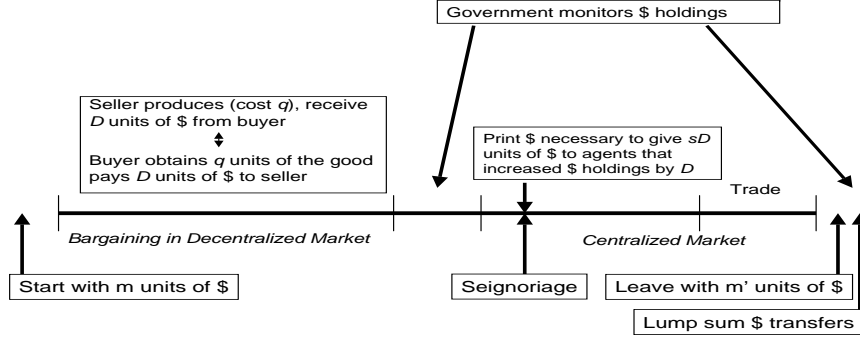 Government monitors $ holdings
Seller produces (cost q), receive
D units of $ from buyer
Buyer obtains q units of the good
pays D units of $ to seller
Print $ necessary to give sD
units of $ to agents that
increased $ holdings by D
Trade
Bargaining in Decentralized Market
Centralized Market
Start with m units of $
Seignoriage
Leave with m' units of $
Lump sum $ transfers